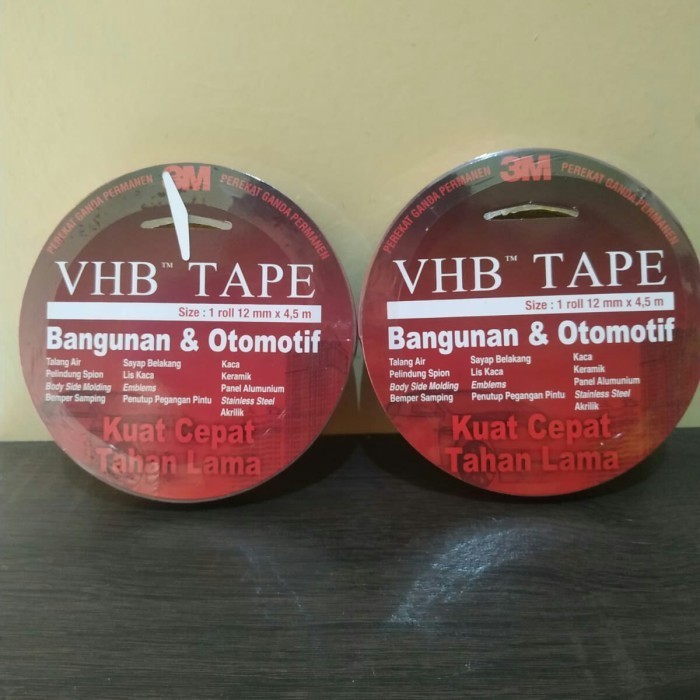 3M
PEREKAT GANDA PERMANEN
PEREKAT GANDA PERMANEN
VHB™ TAPE
Size : 1 roll 12 mm x 4,5 m
Bangunan & Otomotif
Talang Air Sayap Belakang Kaca
Pelindung Spion Lis Kaca Keramik
Body Side Molding Emblems Panel Alumunium
Bemper Samping Penutup Pegangan Pintu Stainless Steel
Akrilik
Kuat Cepat
Tahan Lama
3M
PEREKAT GANDA PERMANEN
PEREKAT GANDA PERMANEN
VHB™ TAPE
Size : 1 roll 12 mm x 4,5 m
Bangunan & Otomotif
Talang Air Sayap Belakang Kaca
Pelindung Spion Lis Kaca Keramik
Body Side Molding Emblems Panel Alumunium
Bemper Samping Penutup Pegangan Pintu Stainless Steel
Akrilik
Kuat Cepat
Tahan Lama